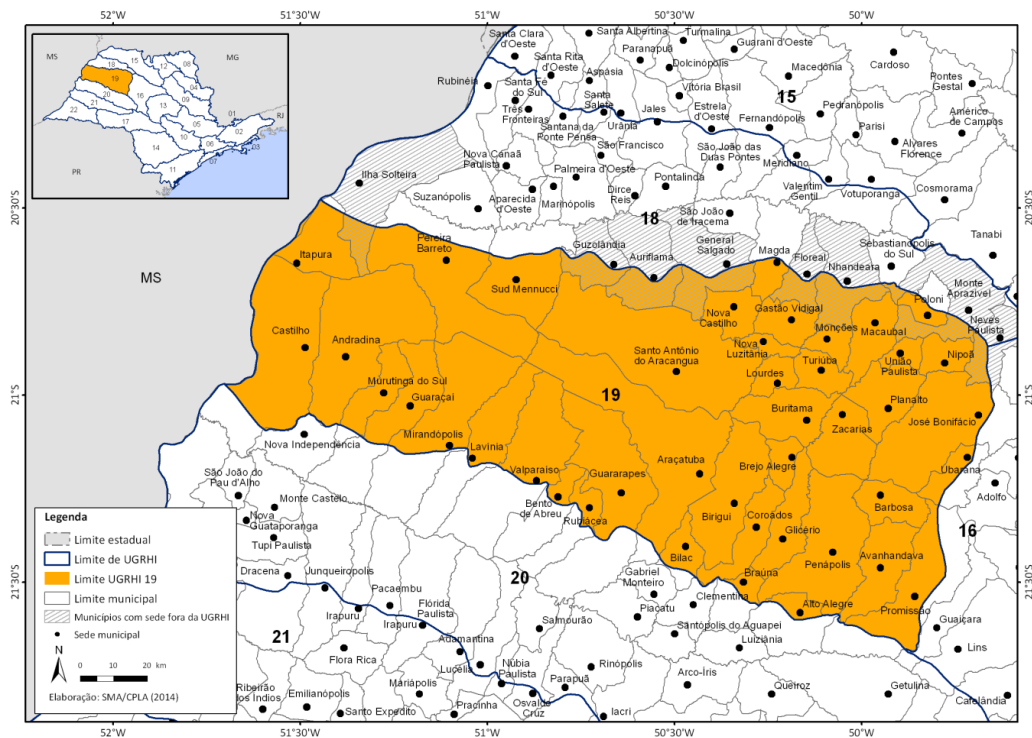 52°W
51°30'W
51°W
50°30'W
50°W
MS
MG
RJ
PR
18
15
12
08
19
04
20
09
21
16
13
22
17
10
05
01
02
14
06
03
07
11
Santa Clara
d'Oeste
Santa Albertina
Turmalina
Paranapuã
Guarani d'Oeste
Cardoso
Santa Rita
d'Oeste
Aspásia
Dolcinópolis
Macedônia
Pontes
Gestal
Rubinéia
Santa Fé
do Sul
Vitória Brasil
15
Três
Fronteiras
Santa
Salete
Jales
Estrela
d'Oeste
Pedranópolis
Américo
de Campos
Santana da
Ponte Pensa
Urânia
Fernandópolis
Parisi
Álvares
Florence
Nova Canaã
Paulista
São Francisco
São João das
Duas Pontes
Meridiano
Ilha Solteira
Palmeira d'Oeste
Pontalinda
Valentim
Gentil
Votuporanga
Cosmorama
Suzanópolis
Aparecida
d'Oeste
Marinópolis
Dirce
Reis
18
São João
de Iracema
Tanabi
20°30'S
20°30'S
Pereira
Barreto
Guzolândia
Auriflama
General
Salgado
Magda
Floreal
Nhandeara
Sebastianópolis
do Sul
Monte
Aprazível
Itapura
MS
Sud Mennucci
Poloni
Neves
Paulista
Nova
Castilho
Gastão Vidigal
Monções
Macaubal
Castilho
Andradina
Santo Antônio
do Aracangua
Nova
Luzitânia
Turiúba
União
Paulista
Nipoã
Lourdes
Murutinga do Sul
Guaraçaí
19
Buritama
Planalto
21°S
21°S
Zacarias
José Bonifácio
Nova Independência
Mirandópolis
Lavínia
São João do
Pau d'Alho
Valparaíso
Guararapes
Araçatuba
Brejo Alegre
Ubarana
Adolfo
Monte Castelo
Bento
de Abreu
Rubiácea
Birigui
Coroados
Barbosa
Nova
Guataporanga
Glicério
Tupi Paulista
Bilac
Penápolis
Avanhandava
16
Dracena
Junqueirópolis
20
Gabriel
Monteiro
Braúna
21°30'S
21°30'S
Pacaembu
Clementina
Alto Alegre
Promissão
Irapuru
Flórida
Paulista
Piacatu
Guaiçara
Irapuru
Salmourão
Santópolis do Aguapei
21
Adamantina
Luiziânia
Lins
Flora Rica
Lucélia
Núbia
Paulista
Rinópolis
Arco-Íris
Ribeirão
dos Índios
Emilianópolis
Mariápolis
Parapuã
Queiroz
Getulina
Santo Expedito
Pracinha
Osvaldo
Cruz
Iacri
Cafelândia
Legenda
Limite estadual
Limite de UGRHI
Limite UGRHI 19
Limite municipal
Municípios com sede fora da UGRHI
Sede municipal
N
0 10 20 km
Elaboração: SMA/CPLA (2014)
52°W
51°30'W
51°W
50°30'W
50°W